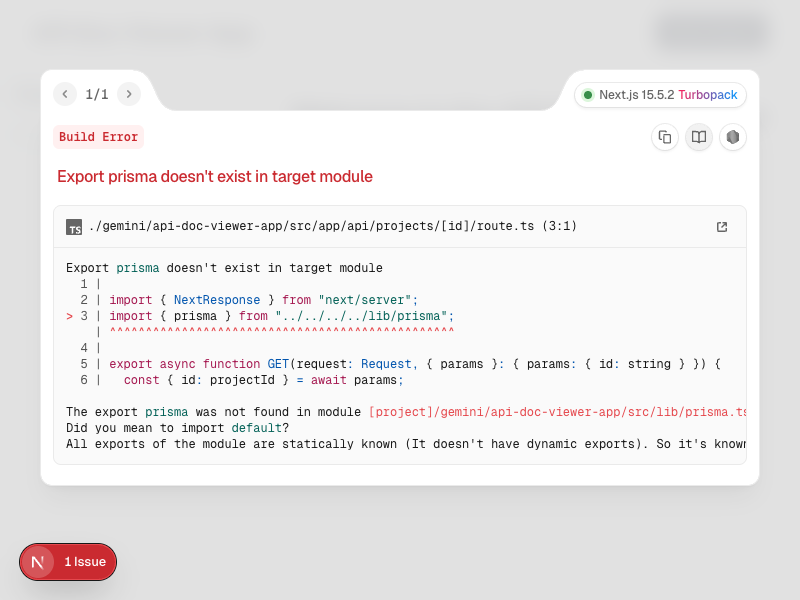 1/1
Next.js 15.5.2 Turbopack
Build Error
Export prisma doesn't exist in target module
TS ./gemini/api-doc-viewer-app/src/app/api/projects/[id]/route.ts (3:1)
Export prisma doesn't exist in target module
1 |
2 | import { NextResponse } from "next/server";
> 3 | import { prisma } from "../../../../lib/prisma";
| ^^^^^^^^^^^^^^^^^^^^^^^^^^^^^^^^^^^^^^^^^^^^^^^^
4 |
5 | export async function GET(request: Request, { params }: { params: { id: string } }) {
6 |   const { id: projectId } = await params;
The export prisma was not found in module [project]/gemini/api-doc-viewer-app/src/lib/prisma.ts
Did you mean to import default?
All exports of the module are statically known (It doesn't have dynamic exports). So it's known
N 1 Issue